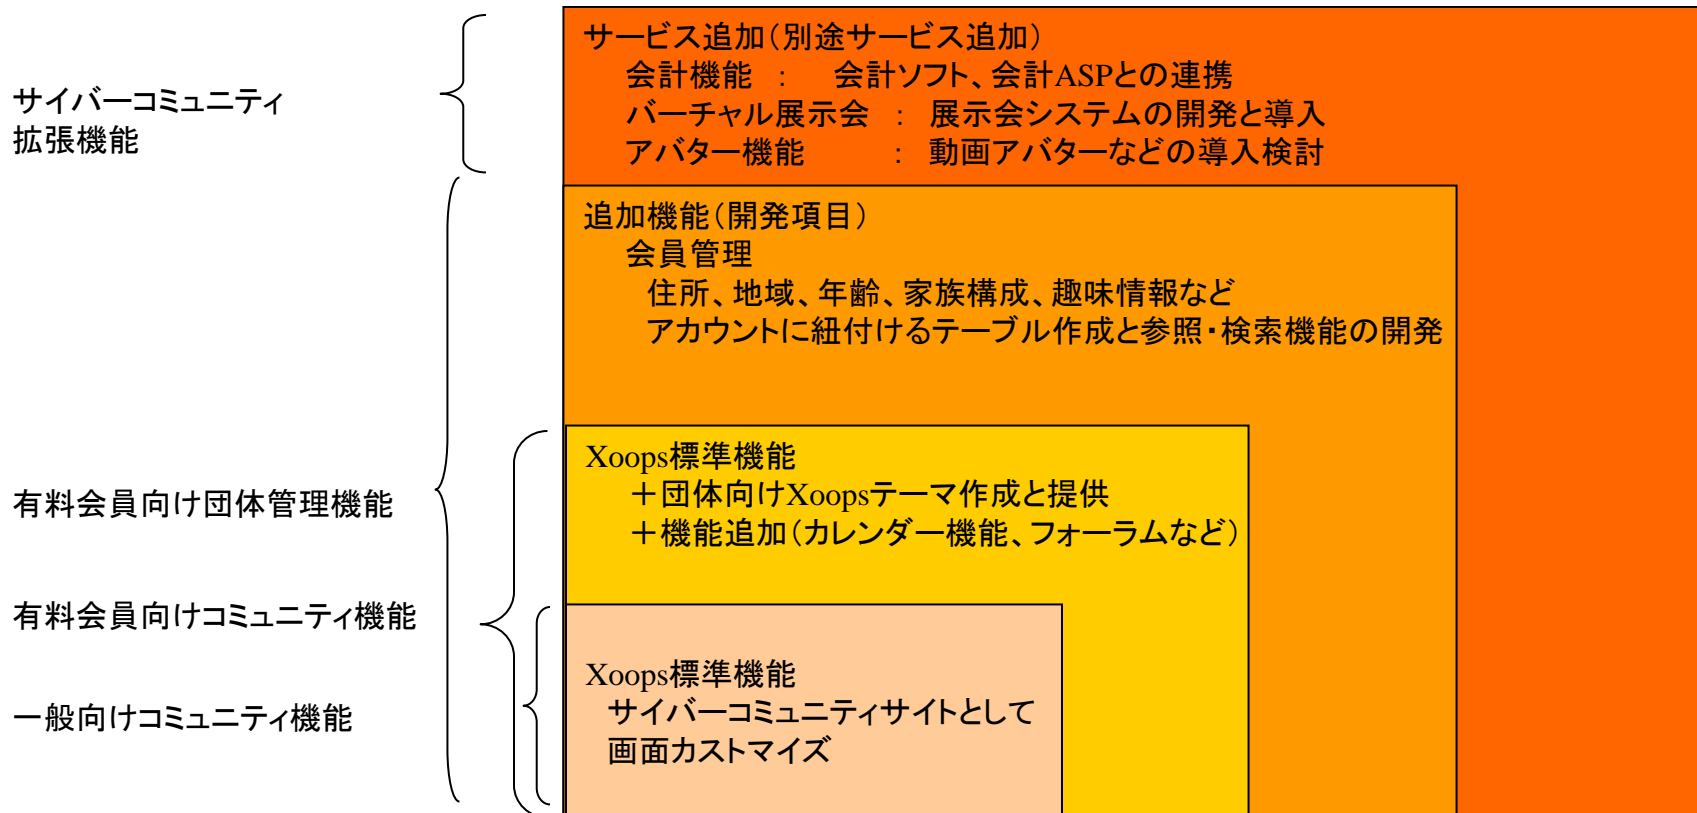 サイバーコミュニティ
拡張機能
サービス追加（別途サービス追加）
会計機能 ： 会計ソフト、会計ASPとの連携
バーチャル展示会 ： 展示会システムの開発と導入
アバター機能 ： 動画アバターなどの導入検討
追加機能（開発項目）
会員管理
住所、地域、年齢、家族構成、趣味情報など
アカウントに紐付けるテーブル作成と参照・検索機能の開発
有料会員向け団体管理機能
Xoops標準機能
＋団体向けXoopsテーマ作成と提供
＋機能追加（カレンダー機能、フォーラムなど）
有料会員向けコミュニティ機能
一般向けコミュニティ機能
Xoops標準機能
サイバーコミュニティサイトとして
画面カストマイズ